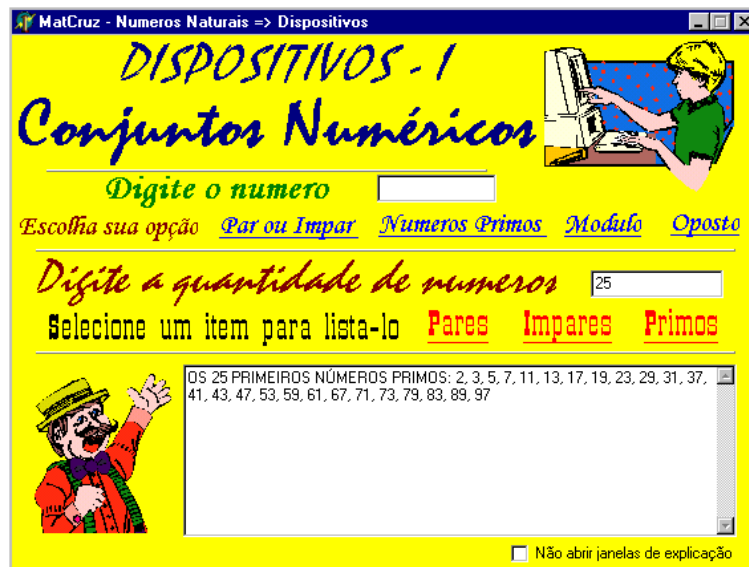 MatCruz - Numeros Naturais => Dispositivos
DISPOSITIVOS - I
Conjuntos Numéricos
Digite o numero
Escolha sua opção Par ou Impar Numeros Primos Modulo Oposto
Digite a quantidade de numeros 25
Selecione um item para lista-lo Pares Impares Primos
OS 25 PRIMEIROS NÚMEROS PRIMOS: 2, 3, 5, 7, 11, 13, 17, 19, 23, 29, 31, 37,
41, 43, 47, 53, 59, 61, 67, 71, 73, 79, 83, 89, 97
Não abrir janelas de explicação